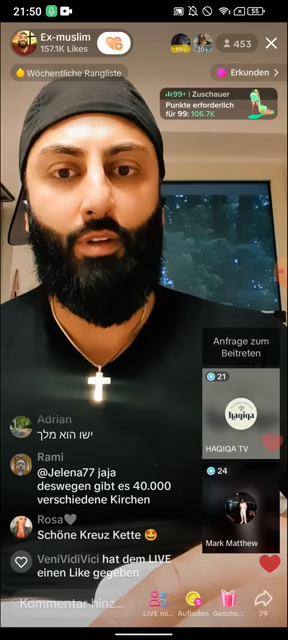 21:50
55
Ex-muslim
157.1K Likes
10+
10+
453
Wöchentliche Rangliste
Erkunden >
99+ | Zuschauer
Punkte erforderlich
für 99: 106.7K
Anfrage zum
Beitreten
21
haqiqa
HAQIQA TV
24
Mark Matthew
Adrian
ישו הוא מלך
Rami
@Jelena77 jaja
deswegen gibt es 40.000
verschiedene Kirchen
Rosa🖤
Schöne Kreuz Kette 🤩
VeniVidiVici hat dem LIVE
einen Like gegeben
Kommentar hinz...
LIVE mi...
Aufladen
Gesche...
79